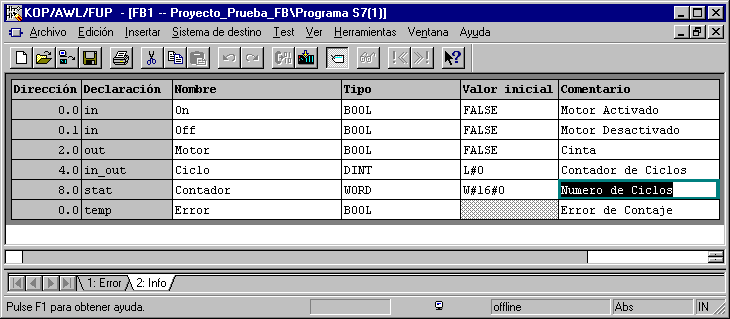 KOP/AWL/FUP - [FB1 -- Proyecto_Prueba_FB\Programa S7(1)]
Archivo Edición Insertar Sistema de destino Test Ver Herramientas Ventana Ayuda
Dirección Declaración Nombre Tipo Valor inicial Comentario
0.0 in On BOOL FALSE Motor Activado
0.1 in Off BOOL FALSE Motor Desactivado
2.0 out Motor BOOL FALSE Cinta
4.0 in_out Ciclo DINT L#0 Contador de Ciclos
8.0 stat Contador WORD W#16#0 Numero de Ciclos
0.0 temp Error BOOL Error de Contaje
1: Error 2: Info
Pulse F1 para obtener ayuda. offline Abs IN